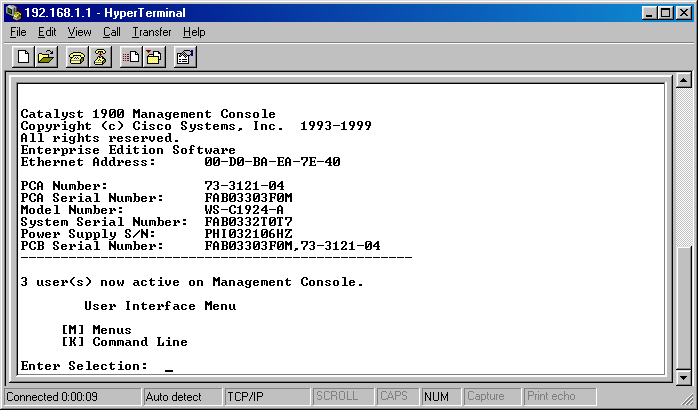 192.168.1.1 - HyperTerminal
File Edit View Call Transfer Help
Catalyst 1900 Management Console
Copyright (c) Cisco Systems, Inc.  1993-1999
All rights reserved.
Enterprise Edition Software
Ethernet Address:      00-D0-BA-EA-7E-40
PCA Number:            73-3121-04
PCA Serial Number:     FAB03303F0M
Model Number:          WS-C1924-A
System Serial Number:  FAB0332T0T7
Power Supply S/N:      PHI032106HZ
PCB Serial Number:     FAB03303F0M,73-3121-04
-------------------------------------------------
3 user(s) now active on Management Console.
User Interface Menu
[M] Menus
[K] Command Line
Enter Selection:  _
Connected 0:00:09 Auto detect TCP/IP SCROLL CAPS NUM Capture Print echo